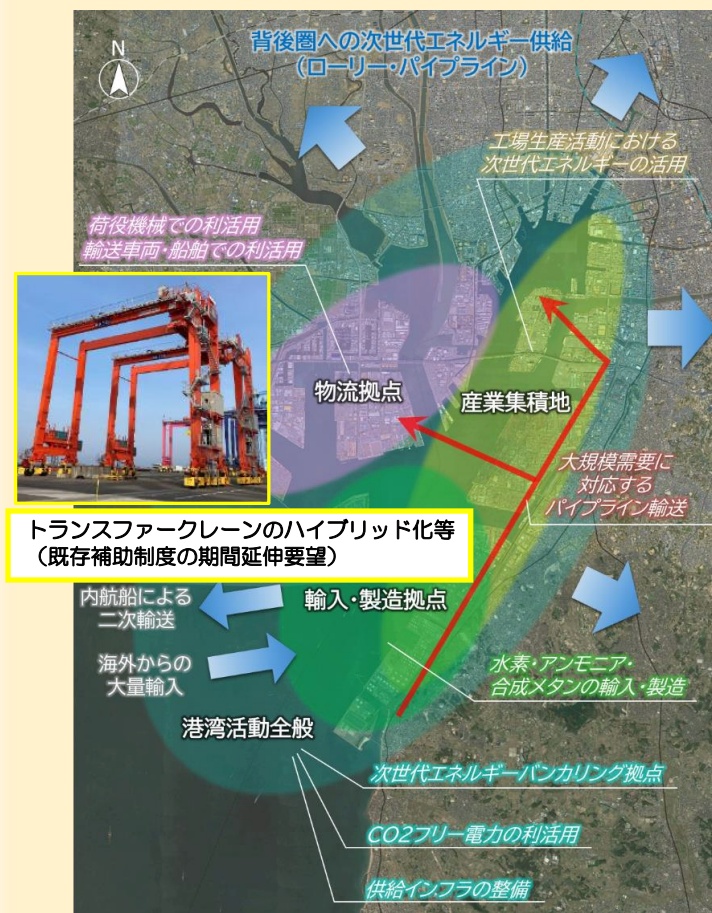 N
背後圏への次世代エネルギー供給
（ローリー・パイプライン）
工場生産活動における
次世代エネルギーの活用
荷役機械での利活用
輸送車両・船舶での利活用
物流拠点
産業集積地
大規模需要に
対応する
パイプライン輸送
トランスファークレーンのハイブリッド化等
（既存補助制度の期間延伸要望）
内航船による
二次輸送
輸入・製造拠点
海外からの
大量輸入
水素・アンモニア・
合成メタンの輸入・製造
港湾活動全般
次世代エネルギーバンカリング拠点
CO2フリー電力の利活用
供給インフラの整備